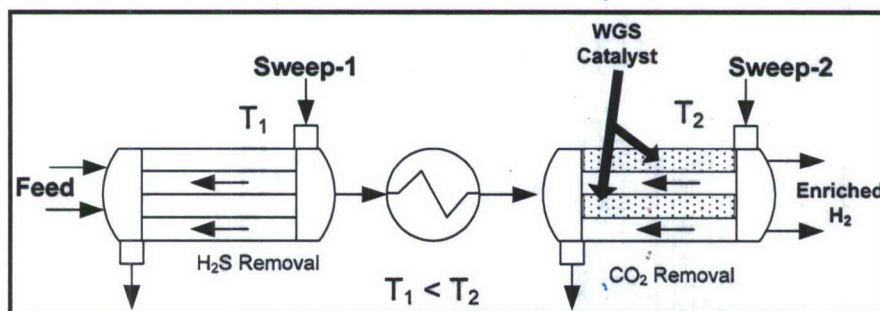 WGS
Catalyst
Sweep-1
Sweep-2
T₁
T₂
Feed
Enriched
H₂
H₂S Removal
CO₂ Removal
T₁ < T₂